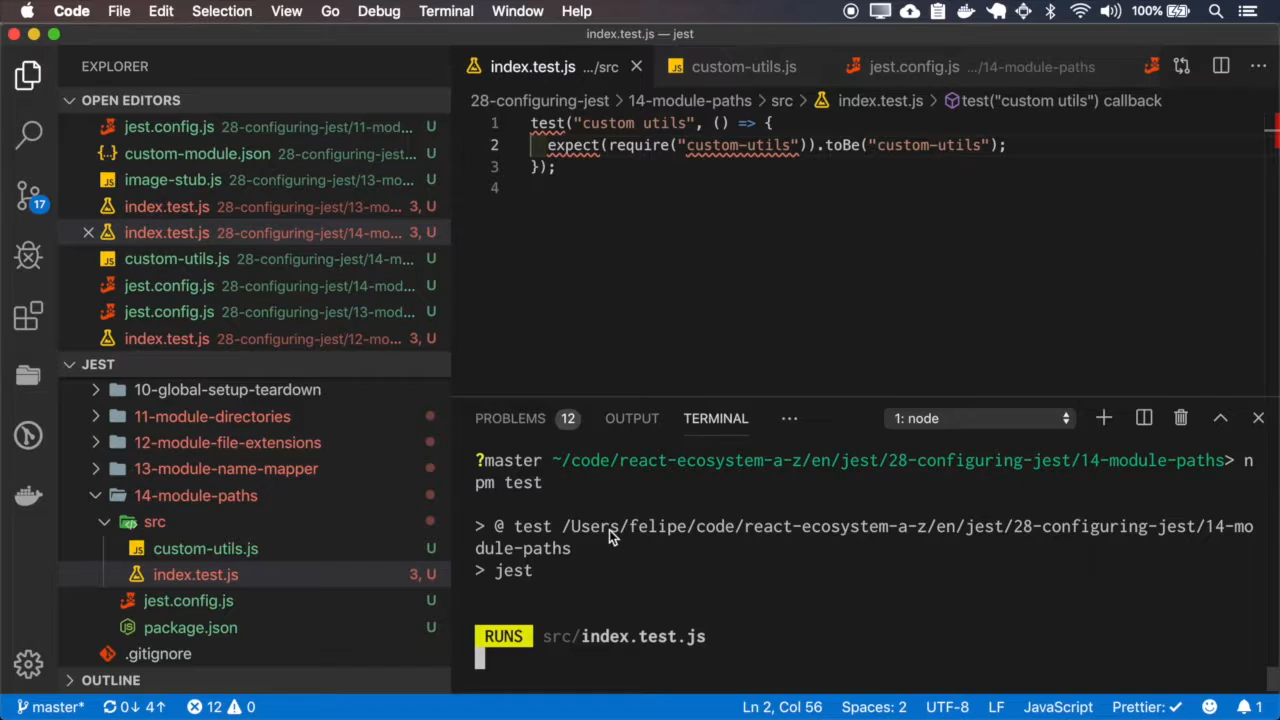 Code File Edit Selection View Go Debug Terminal Window Help 100%
index.test.js — jest
EXPLORER
OPEN EDITORS
jest.config.js 28-configuring-jest/11-mod... U
custom-module.json 28-configuring-jest/... U
image-stub.js 28-configuring-jest/13-mod... U
index.test.js 28-configuring-jest/13-mo... 3, U
index.test.js 28-configuring-jest/14-mo... 3, U
custom-utils.js 28-configuring-jest/14-m... U
jest.config.js 28-configuring-jest/14-mod... U
jest.config.js 28-configuring-jest/13-mod... U
index.test.js 28-configuring-jest/12-mo... 3, U
JEST
10-global-setup-teardown
11-module-directories
12-module-file-extensions
13-module-name-mapper
14-module-paths
src
custom-utils.js U
index.test.js 3, U
jest.config.js U
package.json U
.gitignore
OUTLINE
17
index.test.js .../src custom-utils.js jest.config.js .../14-module-paths
28-configuring-jest > 14-module-paths > src > index.test.js > test("custom utils") callback
1 test("custom utils", () => {
2 expect(require("custom-utils")).toBe("custom-utils");
3 });
4
PROBLEMS 12 OUTPUT TERMINAL ... 1: node
?master ~/code/react-ecosystem-a-z/en/jest/28-configuring-jest/14-module-paths> n
pm test
> @ test /Users/felipe/code/react-ecosystem-a-z/en/jest/28-configuring-jest/14-mo
dule-paths
> jest
RUNS src/index.test.js
master* 0↓ 4↑ 12 0 Ln 2, Col 56 Spaces: 2 UTF-8 LF JavaScript Prettier: ✓ 1